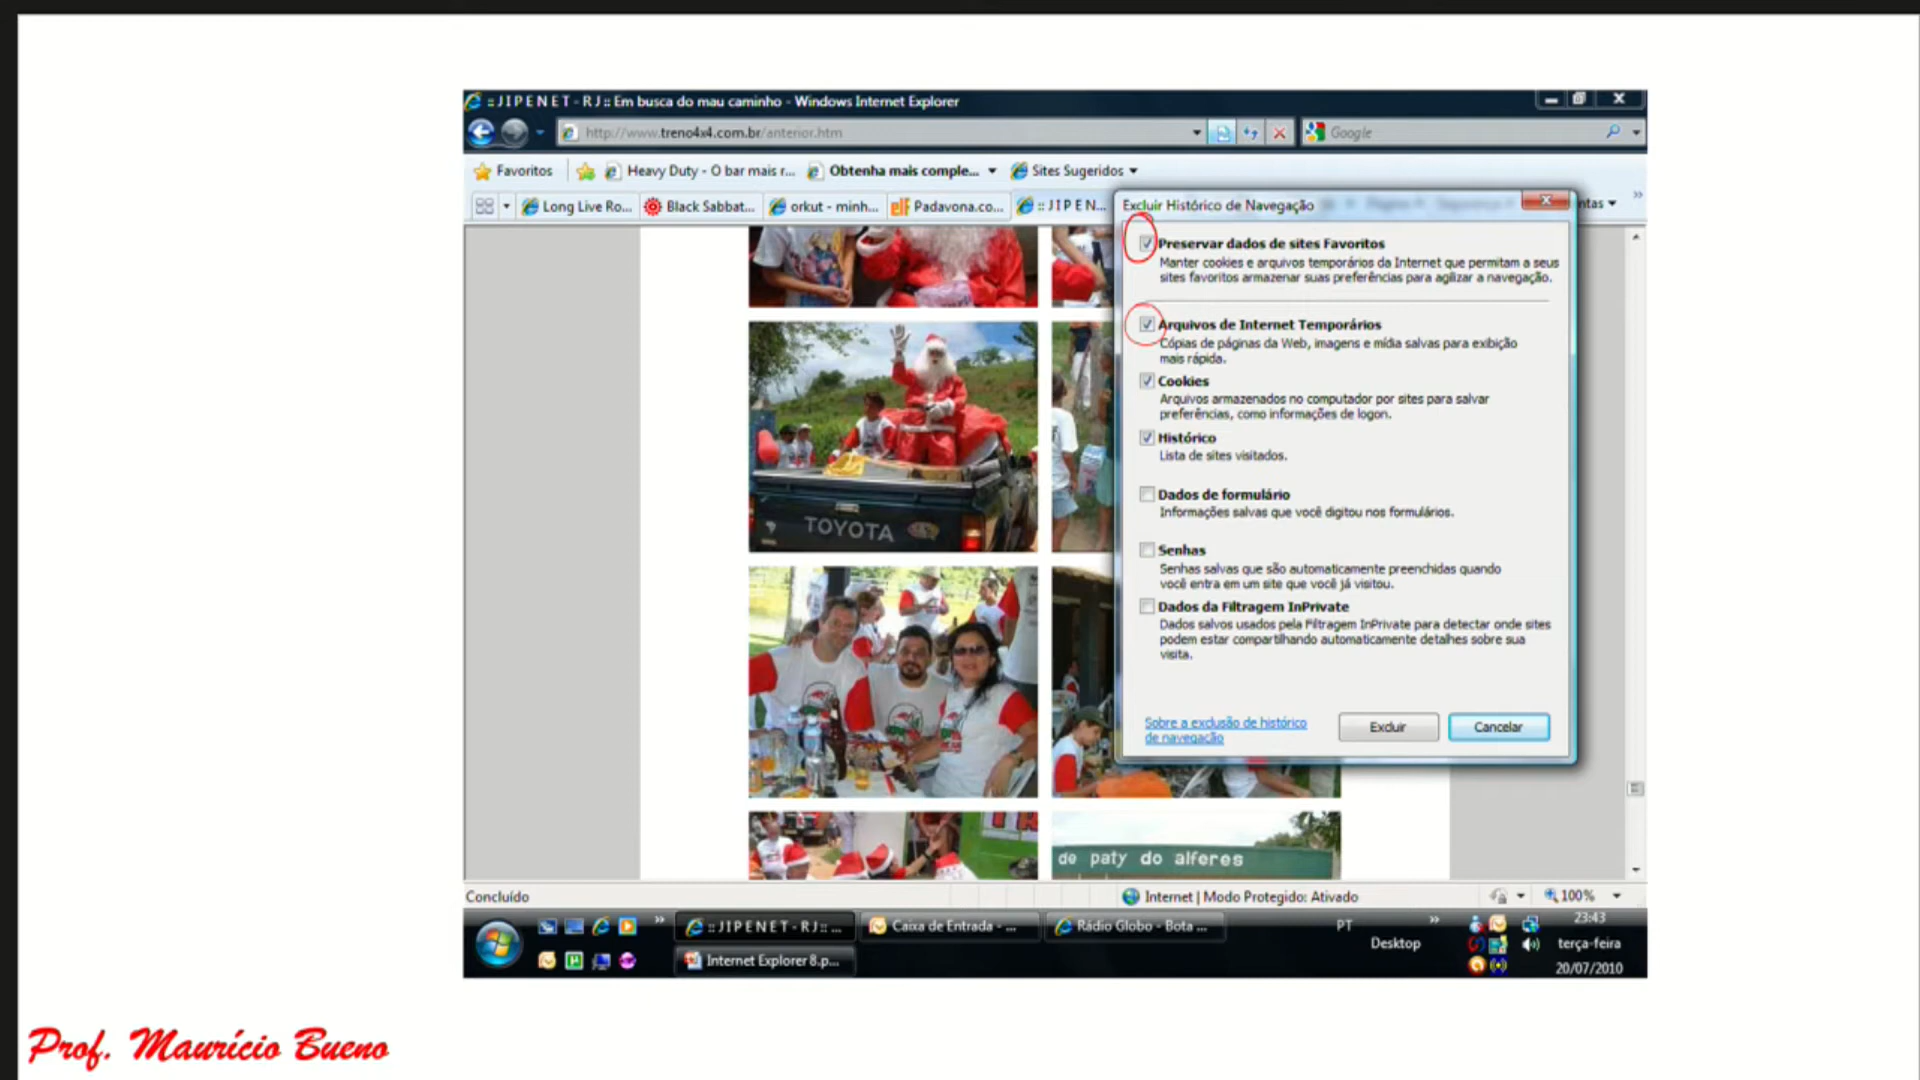 :: J I P E N E T - R J :: Em busca do mau caminho - Windows Internet Explorer
http://www.treno4x4.com.br/anterior.htm
Google
Favoritos
Heavy Duty - O bar mais r...
Obtenha mais comple...
Sites Sugeridos
Long Live Ro...
Black Sabbat...
orkut - minh...
Padavona.co...
:: J I P E N...
ntas
Excluir Histórico de Navegação
Preservar dados de sites Favoritos
Manter cookies e arquivos temporários da Internet que permitam a seus
sites favoritos armazenar suas preferências para agilizar a navegação.
Arquivos de Internet Temporários
Cópias de páginas da Web, imagens e mídia salvas para exibição
mais rápida.
Cookies
Arquivos armazenados no computador por sites para salvar
preferências, como informações de logon.
Histórico
Lista de sites visitados.
Dados de formulário
Informações salvas que você digitou nos formulários.
Senhas
Senhas salvas que são automaticamente preenchidas quando
você entra em um site que você já visitou.
Dados da Filtragem InPrivate
Dados salvos usados pela Filtragem InPrivate para detectar onde sites
podem estar compartilhando automaticamente detalhes sobre sua
visita.
Sobre a exclusão de histórico
de navegação
Excluir
Cancelar
TOYOTA
de paty do alferes
Concluído
Internet | Modo Protegido: Ativado
100%
:: J I P E N E T - R J :: ...
Caixa de Entrada - ...
Rádio Globo - Bota ...
Internet Explorer 8.p...
PT
Desktop
23:43
terça-feira
20/07/2010
Prof. Maurício Bueno